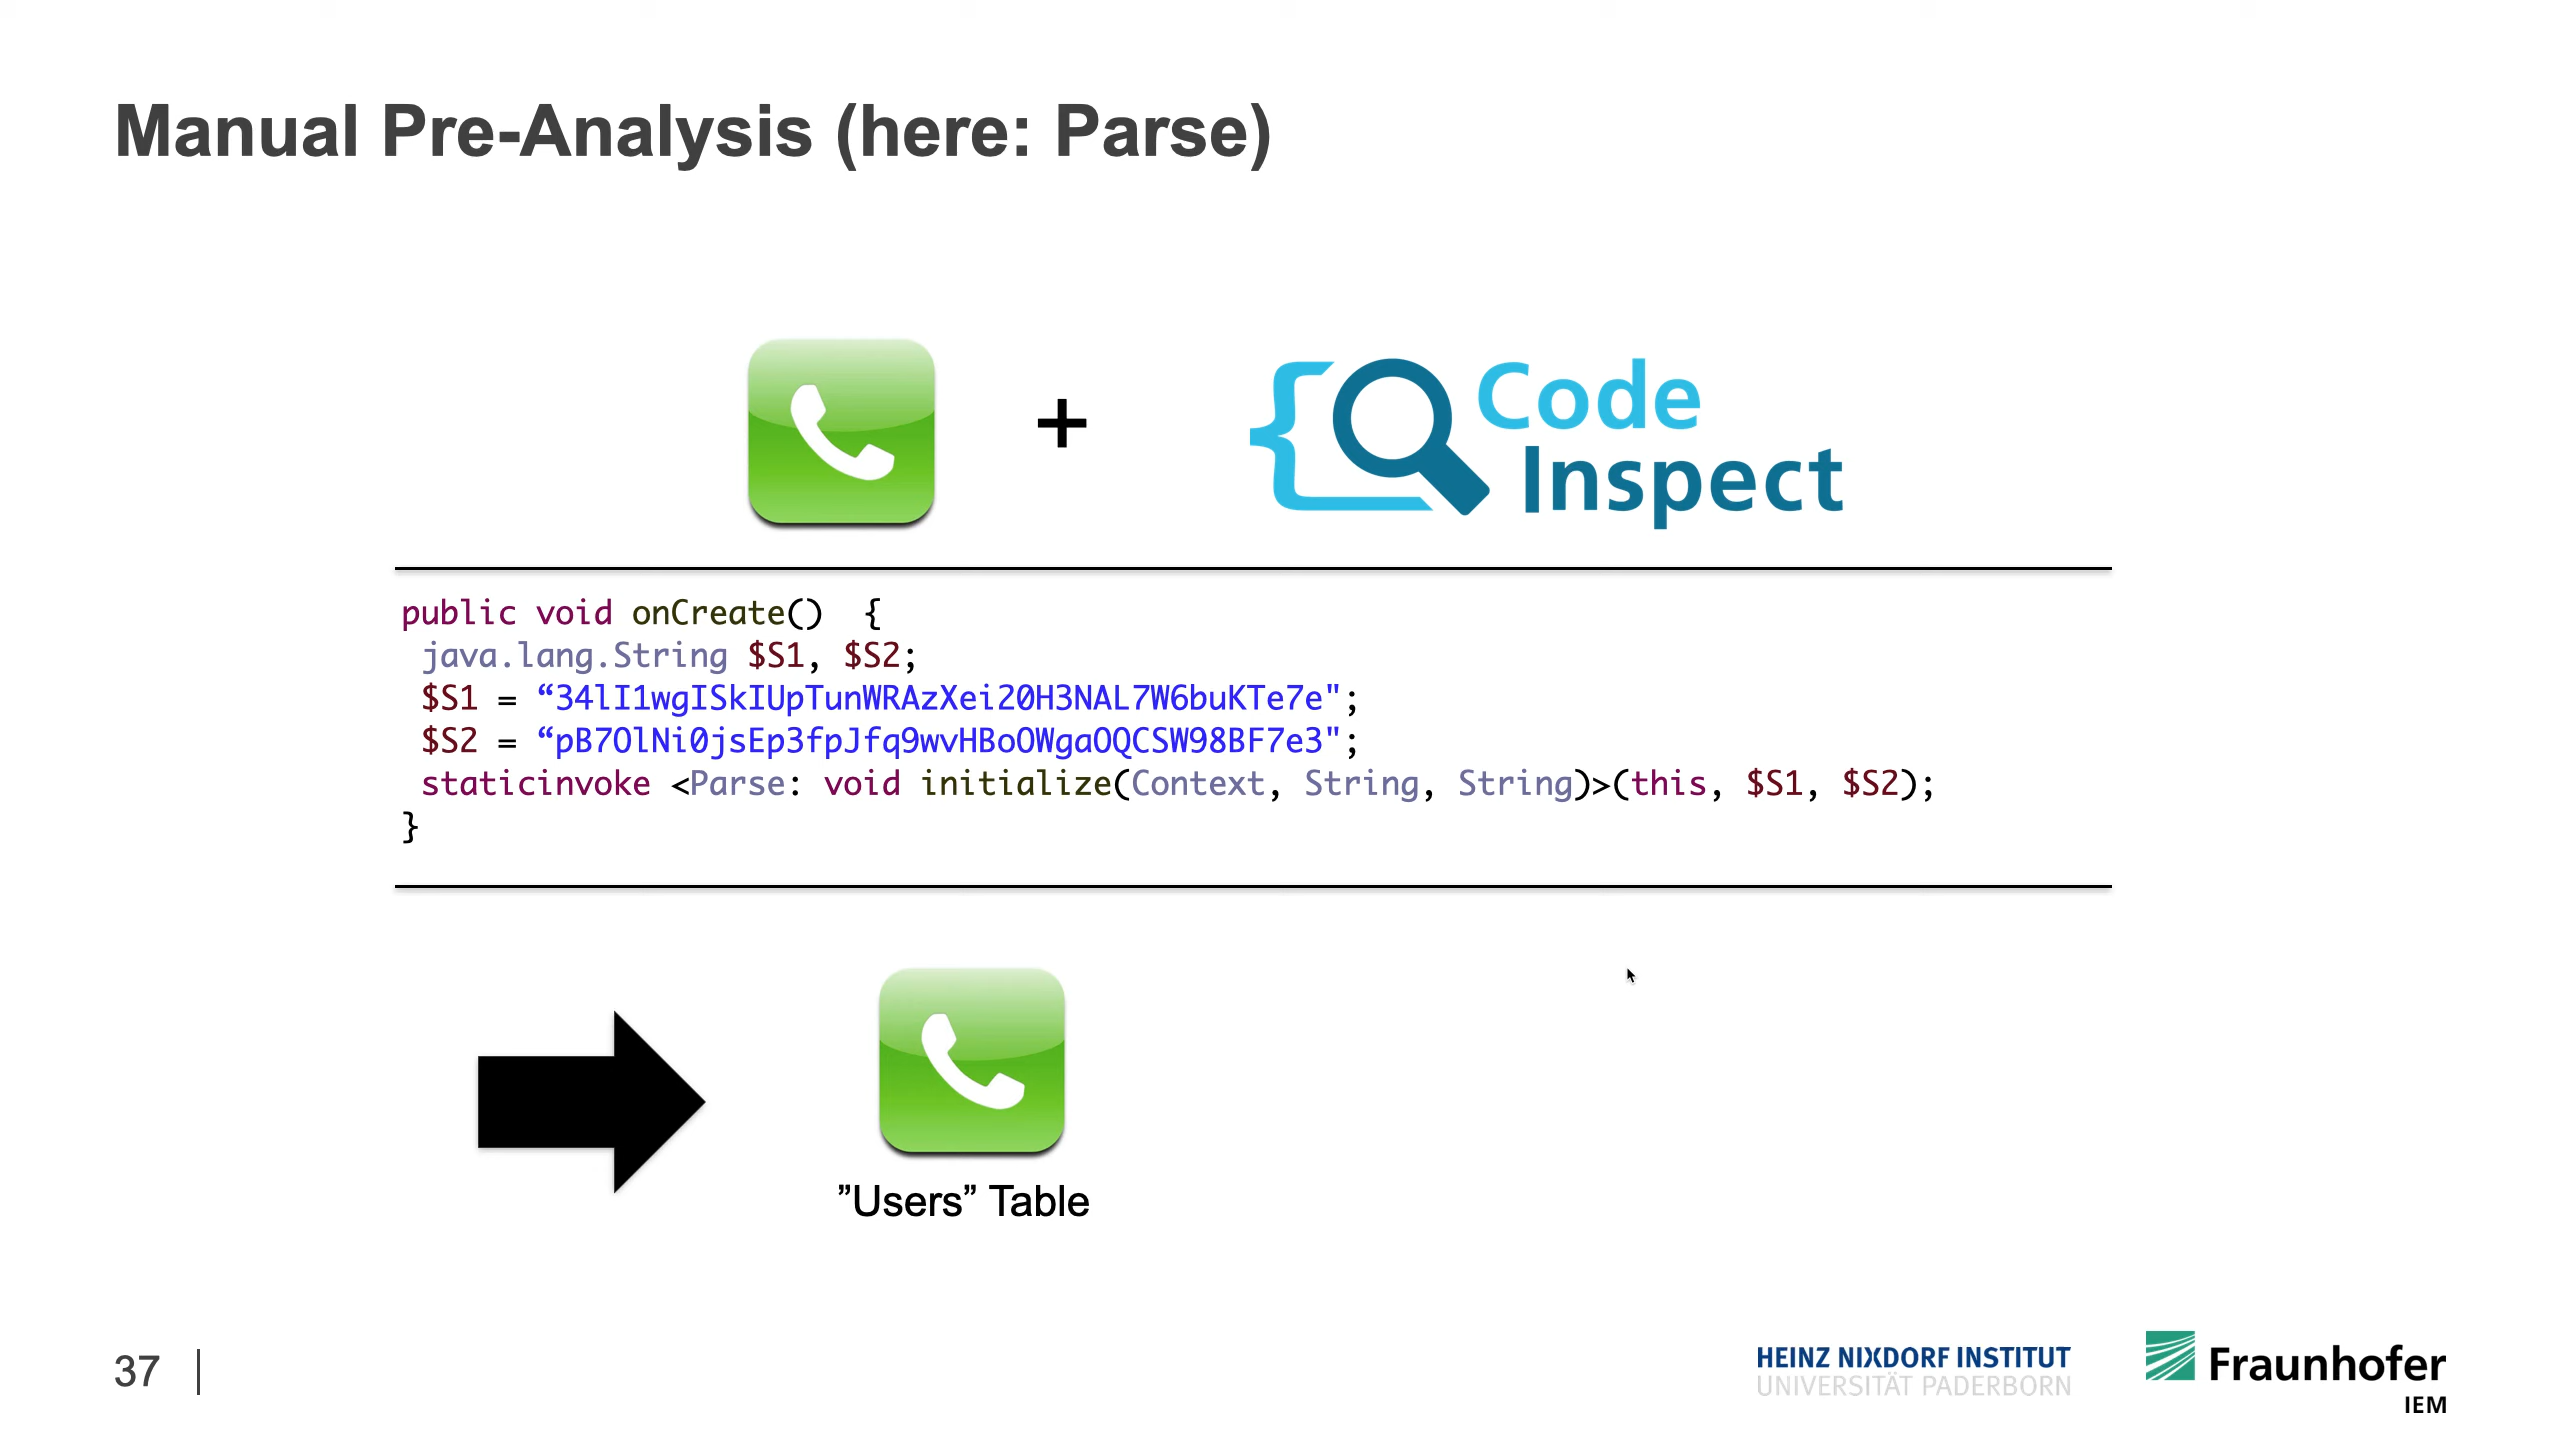 Manual Pre-Analysis (here: Parse)
+
Code
Inspect
public void onCreate()  {
java.lang.String $S1, $S2;
$S1 = “34lI1wgISkIUpTunWRAzXei20H3NAL7W6buKTe7e";
$S2 = “pB7OlNi0jsEp3fpJfq9wvHBoOWgaOQCSW98BF7e3";
staticinvoke <Parse: void initialize(Context, String, String)>(this, $S1, $S2);
}
”Users” Table
37
HEINZ NIXDORF INSTITUT
UNIVERSITÄT PADERBORN
Fraunhofer
IEM